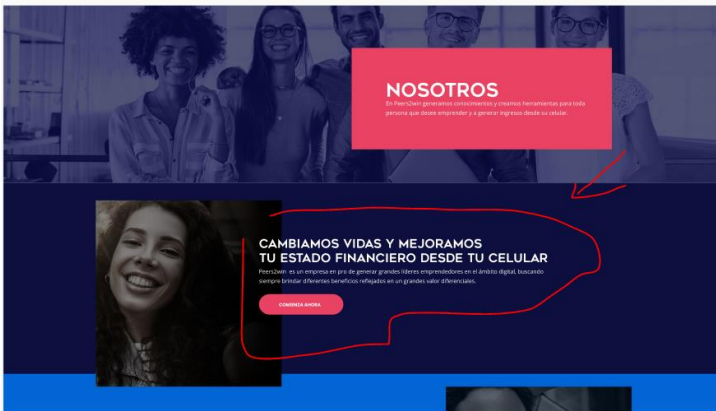 NOSOTROS
En Peers2win generamos conocimientos y creamos herramientas para toda
persona que desee emprender y a generar ingresos desde su celular.
CAMBIAMOS VIDAS Y MEJORAMOS
TU ESTADO FINANCIERO DESDE TU CELULAR
Peers2win es un empresa en pro de generar grandes líderes emprendedores en el ámbito digital, buscando
siempre brindar diferentes beneficios reflejados en un grandes valor diferenciales.
COMIENZA AHORA